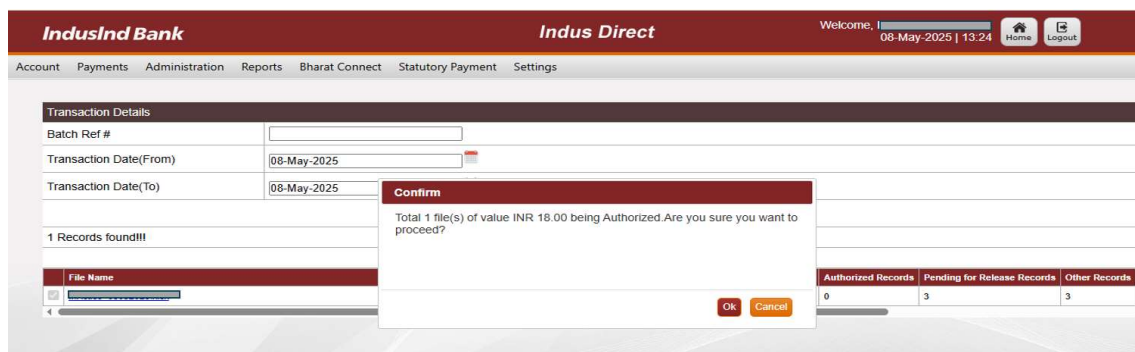 IndusInd Bank
Indus Direct
Welcome, I
08-May-2025 | 13:24
Home
Logout
Account Payments Administration Reports Bharat Connect Statutory Payment Settings
Transaction Details
Batch Ref #
Transaction Date(From) 08-May-2025
Transaction Date(To) 08-May-2025
Confirm
Total 1 file(s) of value INR 18.00 being Authorized.Are you sure you want to
proceed?
Ok Cancel
1 Records found!!!
File Name Authorized Records Pending for Release Records Other Records
0 3 3